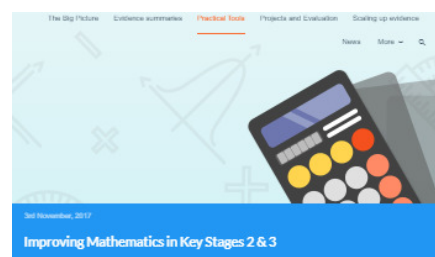 The Big Picture Evidence summaries Practical Tools Projects and Evaluation Scaling up evidence
News More
3rd November, 2017
Improving Mathematics in Key Stages 2 & 3